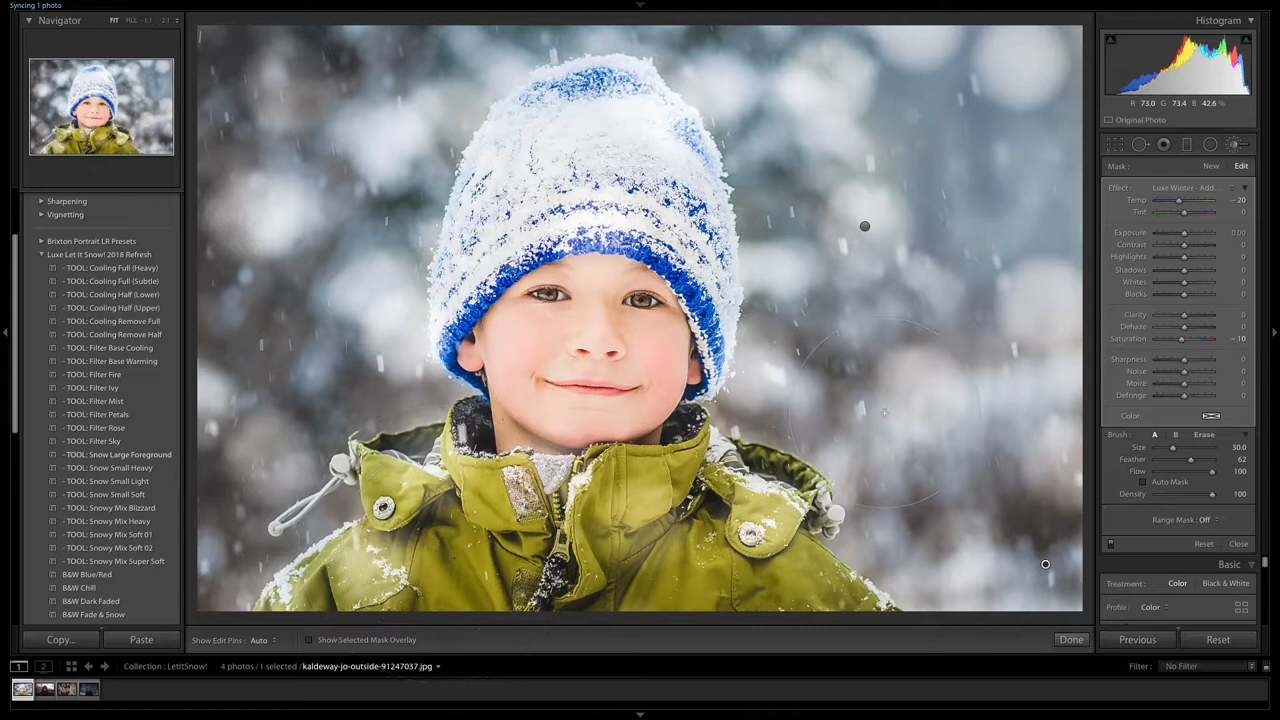 Syncing 1 photo
Navigator FIT FILL 1:1 2:1
Sharpening
Vignetting
Brixton Portrait LR Presets
Luxe Let It Snow! 2018 Refresh
- TOOL: Cooling Full (Heavy)
- TOOL: Cooling Full (Subtle)
- TOOL: Cooling Half (Lower)
- TOOL: Cooling Half (Upper)
- TOOL: Cooling Remove Full
- TOOL: Cooling Remove Half
- TOOL: Filter Base Cooling
- TOOL: Filter Base Warming
- TOOL: Filter Fire
- TOOL: Filter Ivy
- TOOL: Filter Mist
- TOOL: Filter Petals
- TOOL: Filter Rose
- TOOL: Filter Sky
- TOOL: Snow Large Foreground
- TOOL: Snow Small Heavy
- TOOL: Snow Small Light
- TOOL: Snow Small Soft
- TOOL: Snowy Mix Blizzard
- TOOL: Snowy Mix Heavy
- TOOL: Snowy Mix Soft 01
- TOOL: Snowy Mix Soft 02
- TOOL: Snowy Mix Super Soft
B&W Blue/Red
B&W Chill
B&W Dark Faded
B&W Fade & Snow
Copy... Paste
Show Edit Pins: Auto Show Selected Mask Overlay Done
Histogram
R 73.0 G 73.4 B 42.6 %
Original Photo
Mask: New Edit
Effect: Luxe Winter - Add...
Temp -20
Tint 0
Exposure 0.00
Contrast 0
Highlights 0
Shadows 0
Whites 0
Blacks 0
Clarity 0
Dehaze 0
Saturation -10
Sharpness 0
Noise 0
Moiré 0
Defringe 0
Color
Brush: A B Erase
Size 30.0
Feather 62
Flow 100
Auto Mask
Density 100
Range Mask: Off
Reset Close
Basic
Treatment: Color Black & White
Profile: Color
Previous Reset
1 2 Collection: LetItSnow! 4 photos / 1 selected / kaldeway-jo-outside-91247037.jpg Filter: No Filter